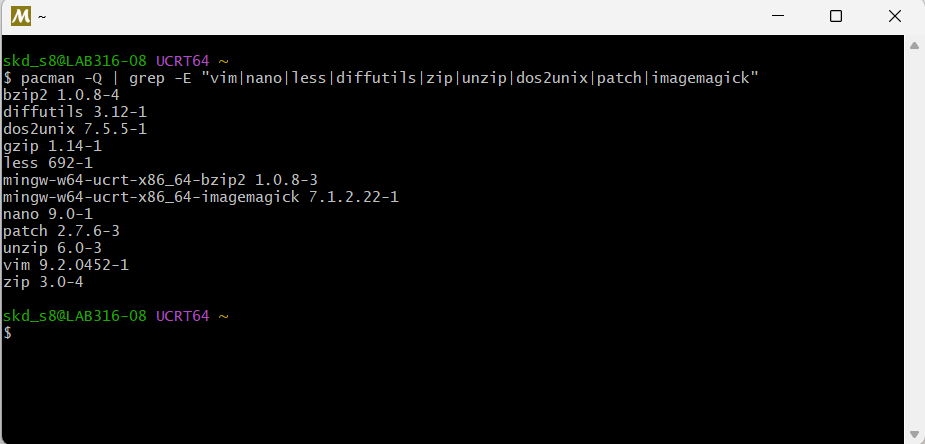 M ~
skd_s8@LAB316-08 UCRT64 ~
$ pacman -Q | grep -E "vim|nano|less|diffutils|zip|unzip|dos2unix|patch|imagemagick"
bzip2 1.0.8-4
diffutils 3.12-1
dos2unix 7.5.5-1
gzip 1.14-1
less 692-1
mingw-w64-ucrt-x86_64-bzip2 1.0.8-3
mingw-w64-ucrt-x86_64-imagemagick 7.1.2.22-1
nano 9.0-1
patch 2.7.6-3
unzip 6.0-3
vim 9.2.0452-1
zip 3.0-4
skd_s8@LAB316-08 UCRT64 ~
$